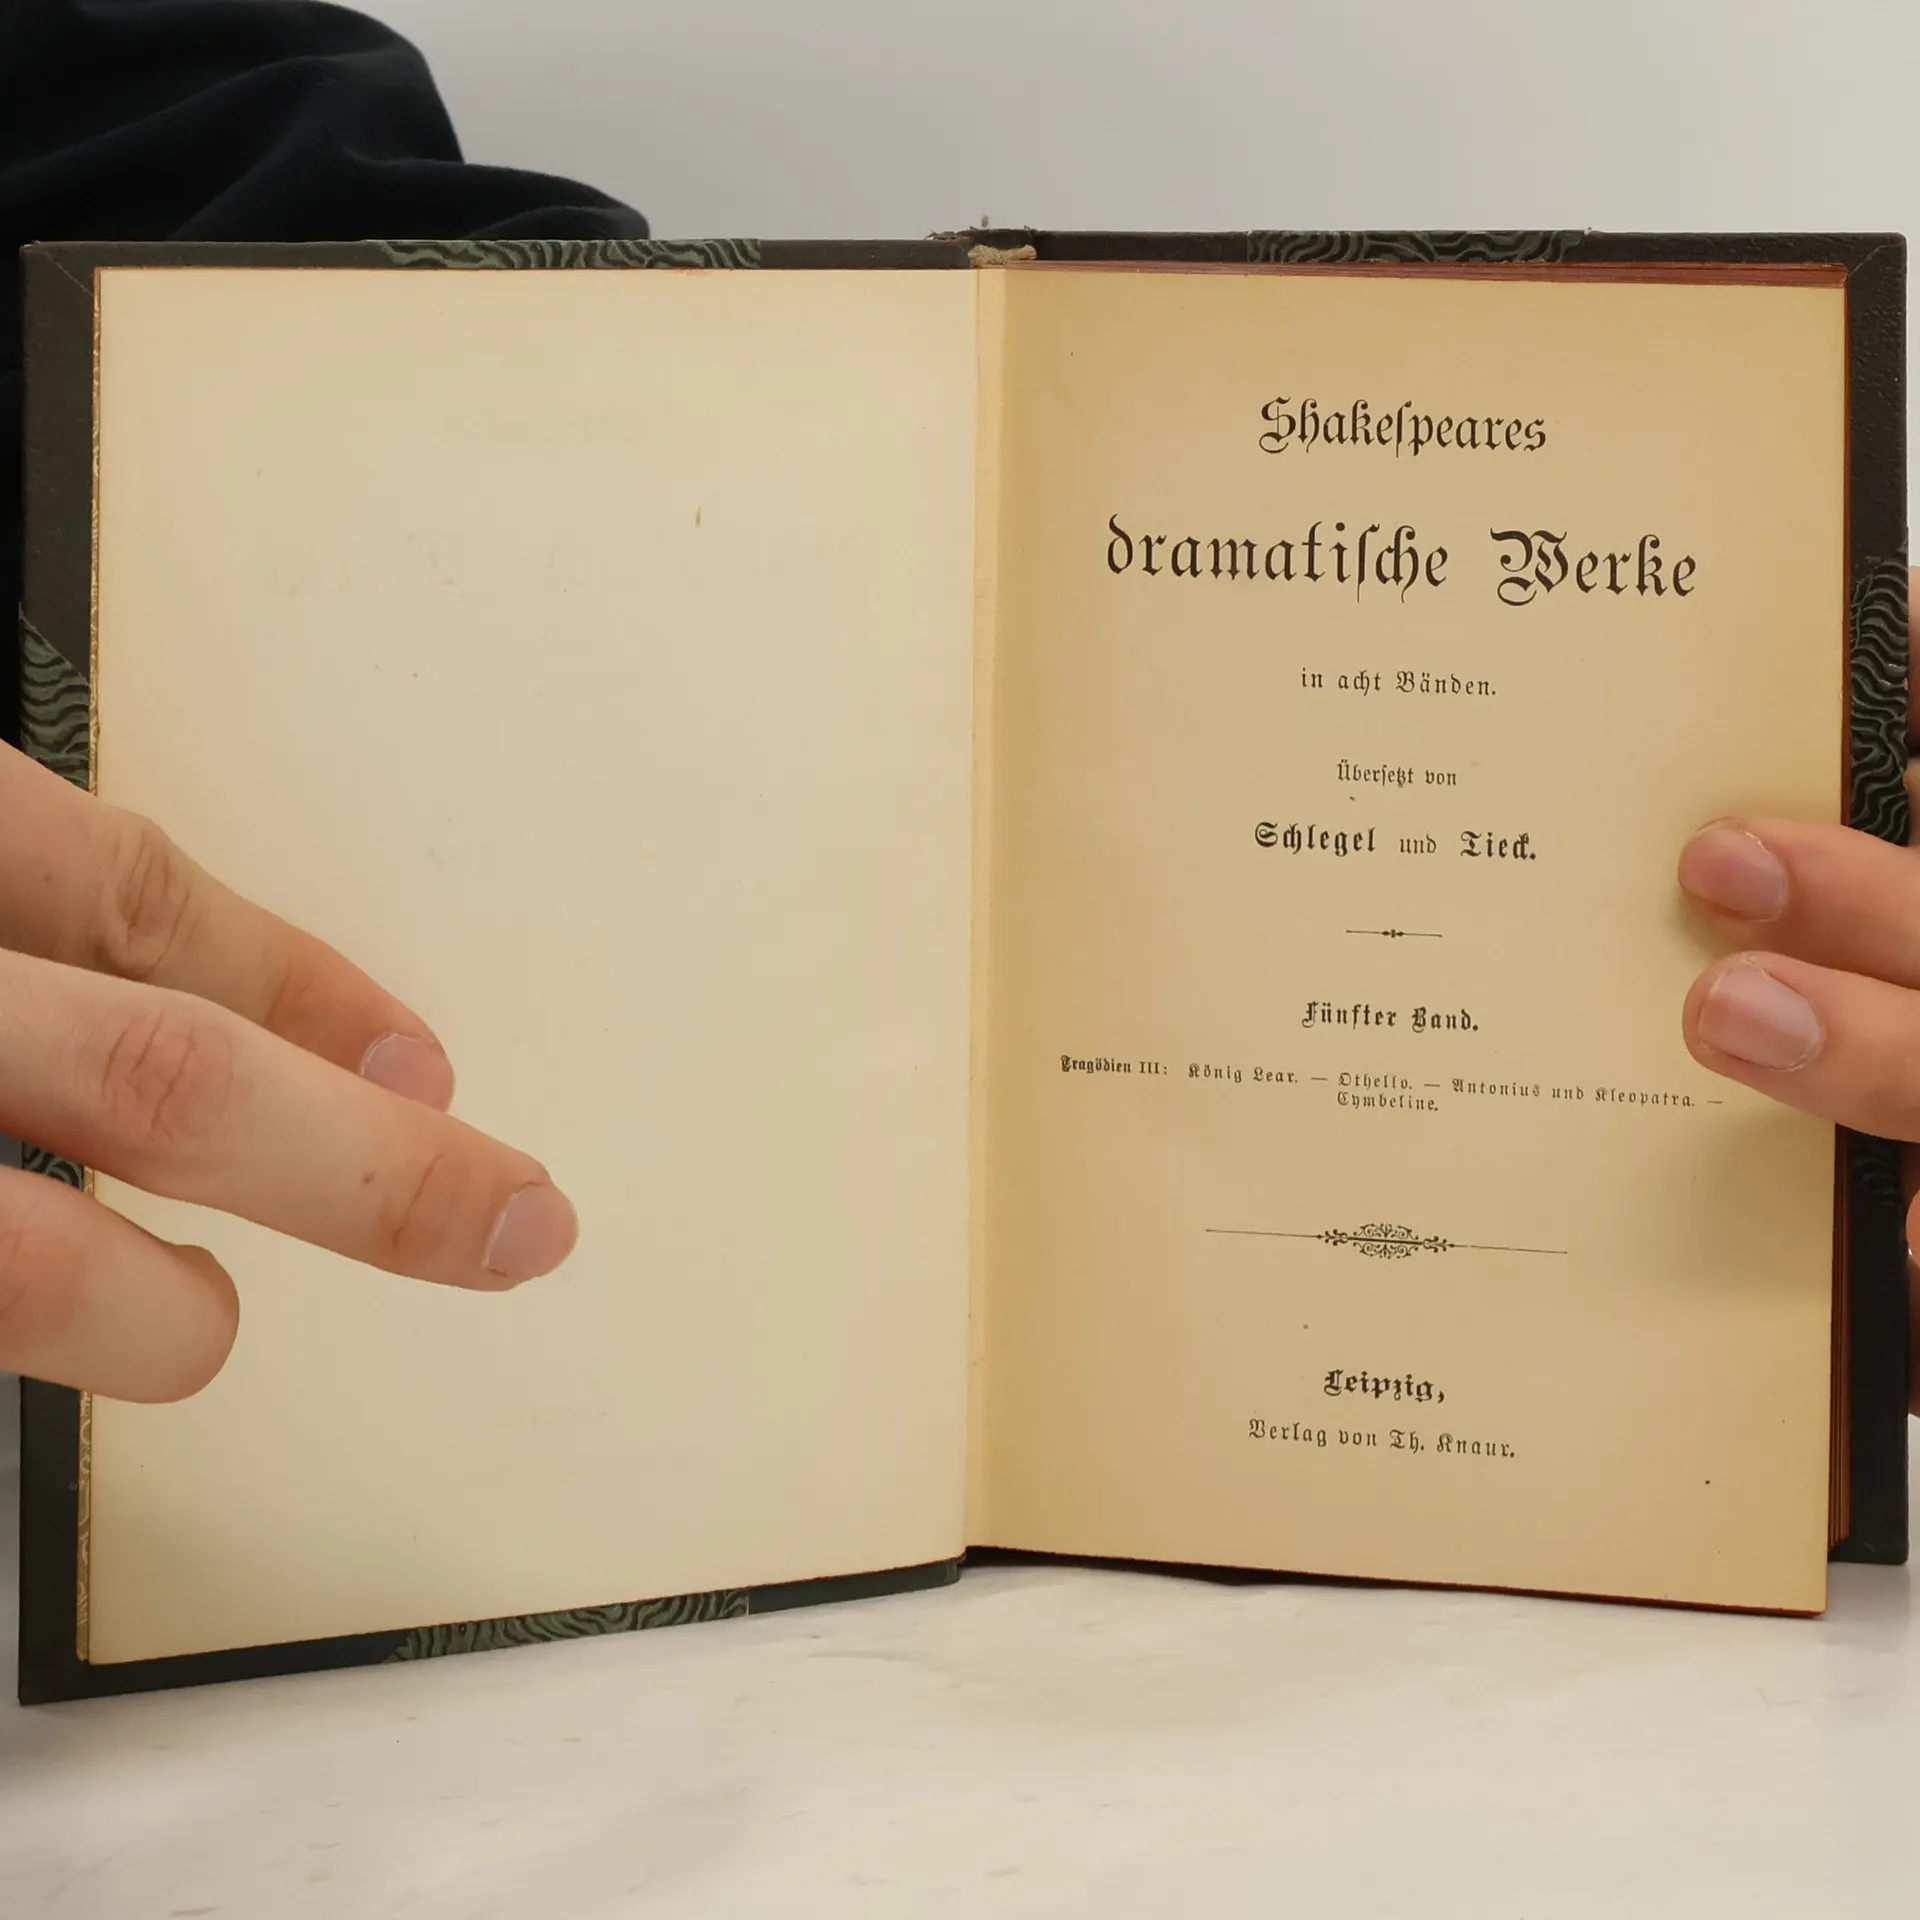 Shakeſpeares
dramatiſche Werke
in acht Bänden.
Überſetzt von
Schlegel und Tieck.
Fünfter Band.
Tragödien III: König Lear. — Othello. — Antonius und Kleopatra. —
Cymbeline.
Leipzig,
Verlag von Th. Knaur.